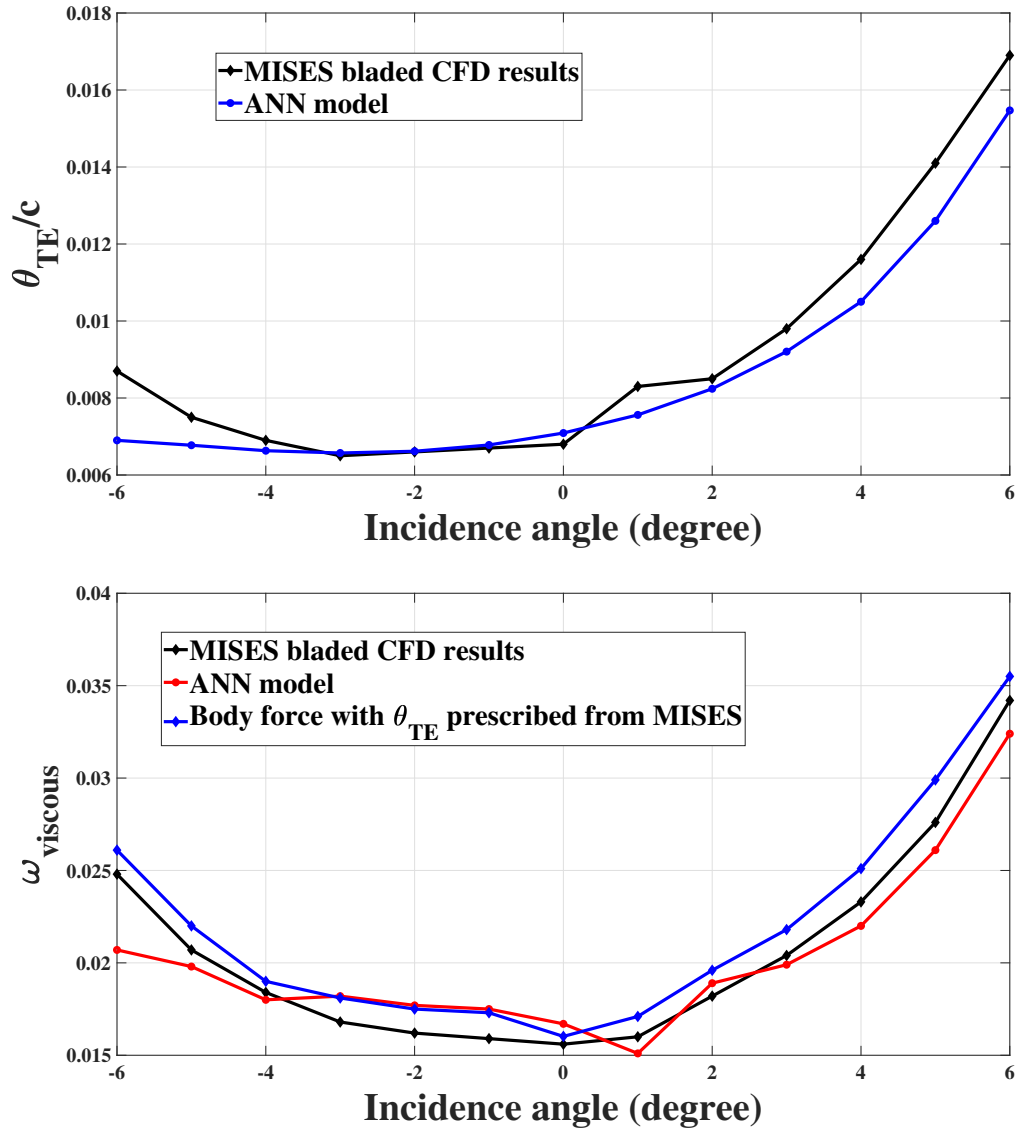 0.018
0.016
0.014
0.012
0.01
0.008
0.006
θTE/c
MISES bladed CFD results
ANN model
-6 -4 -2 0 2 4 6
Incidence angle (degree)
0.04
0.035
0.03
0.025
0.02
0.015
ωviscous
MISES bladed CFD results
ANN model
Body force with θTE prescribed from MISES
-6 -4 -2 0 2 4 6
Incidence angle (degree)